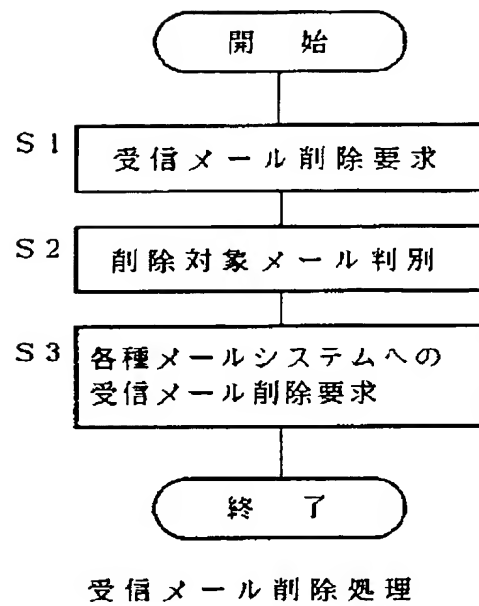 開 始
S1 受信メール削除要求
S2 削除対象メール判別
S3 各種メールシステムへの
受信メール削除要求
終 了
受信メール削除処理